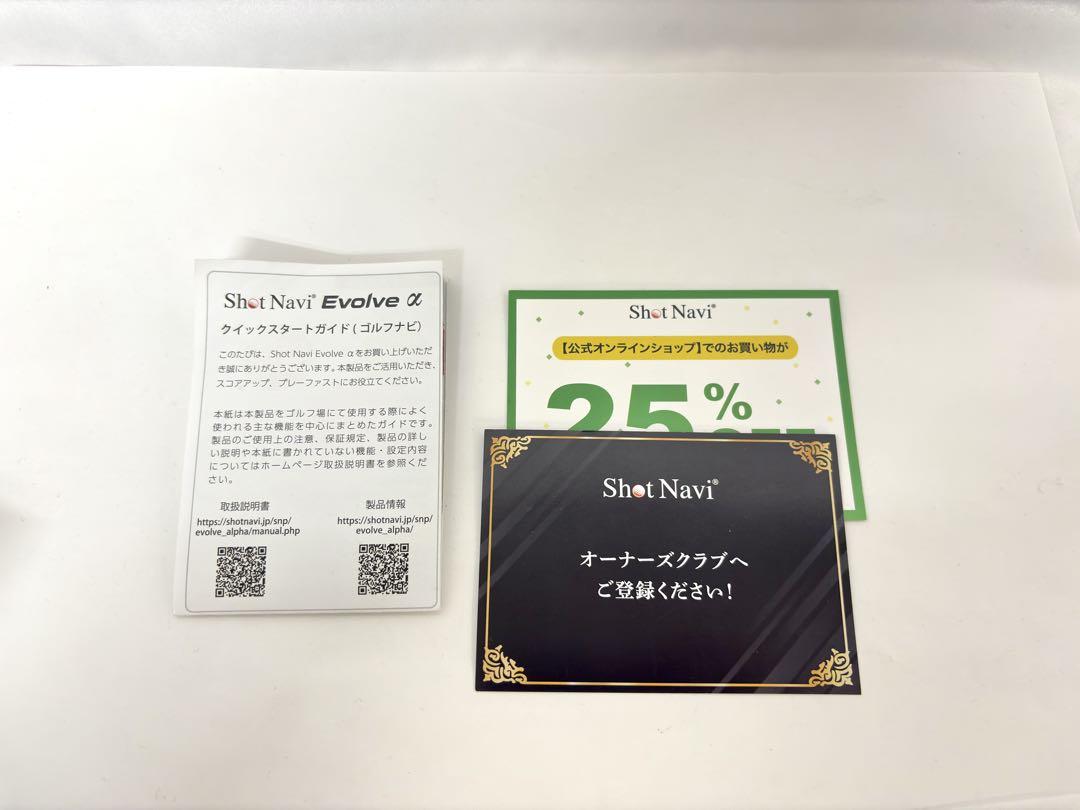 Shot Navi® Evolve α
クイックスタートガイド(ゴルフナビ)
このたびは、Shot Navi Evolve αをお買い上げいただ
き誠にありがとうございます。本製品をご活用いただき、
スコアアップ、プレーファストにお役立てください。
本紙は本製品をゴルフ場にて使用する際によく
使われる主な機能を中心にまとめたガイドです。
製品のご使用上の注意、保証規定、製品の詳し
い説明や本紙に書かれていない機能・設定内容
についてはホームページ取扱説明書を参照くだ
さい。
取扱説明書
https://shotnavi.jp/snp/
evolve_alpha/manual.php
製品情報
https://shotnavi.jp/snp/
evolve_alpha/
Shot Navi®
【公式オンラインショップ】でのお買い物が
25%
Shot Navi®
オーナーズクラブへ
ご登録ください!